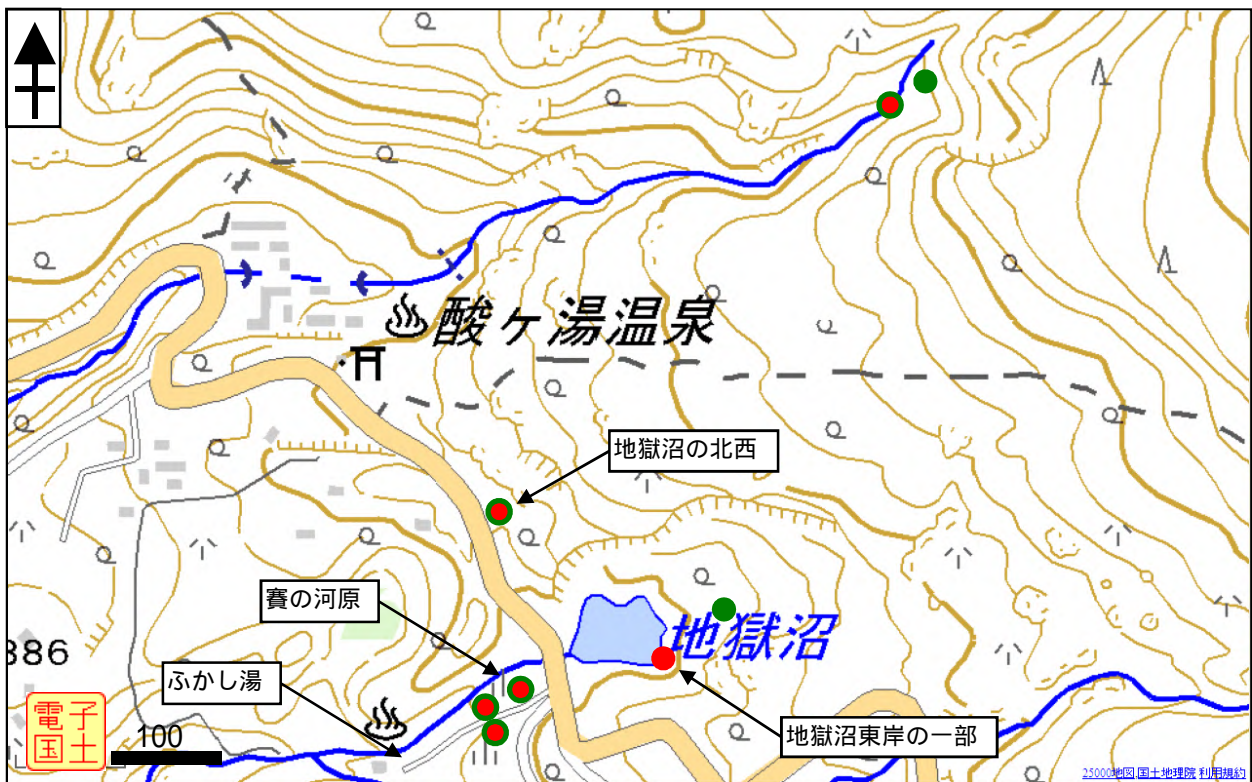 酸ヶ湯温泉
地獄沼の北西
賽の河原
地獄沼
886
ふかし湯
電子
国土
100
地獄沼東岸の一部
25000地図,国土地理院 利用規約